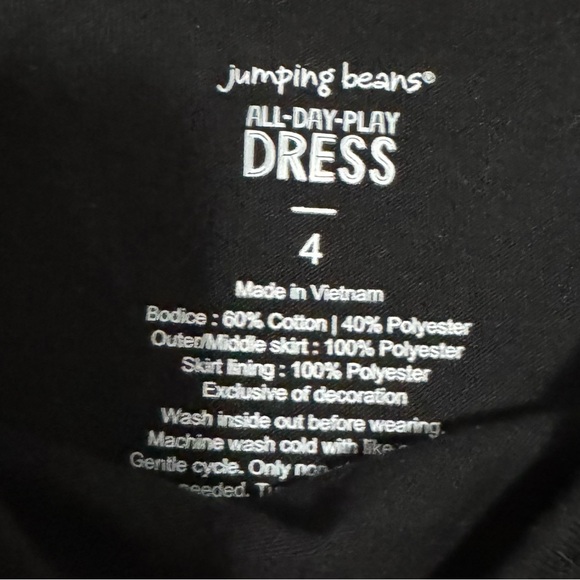 jumping beans®
ALL-DAY-PLAY
DRESS
4
Made in Vietnam
Bodice : 60% Cotton | 40% Polyester
Outer/Middle skirt : 100% Polyester
Skirt lining : 100% Polyester
Exclusive of decoration
Wash inside out before wearing.
Machine wash cold with like
Gentle cycle. Only
needed.